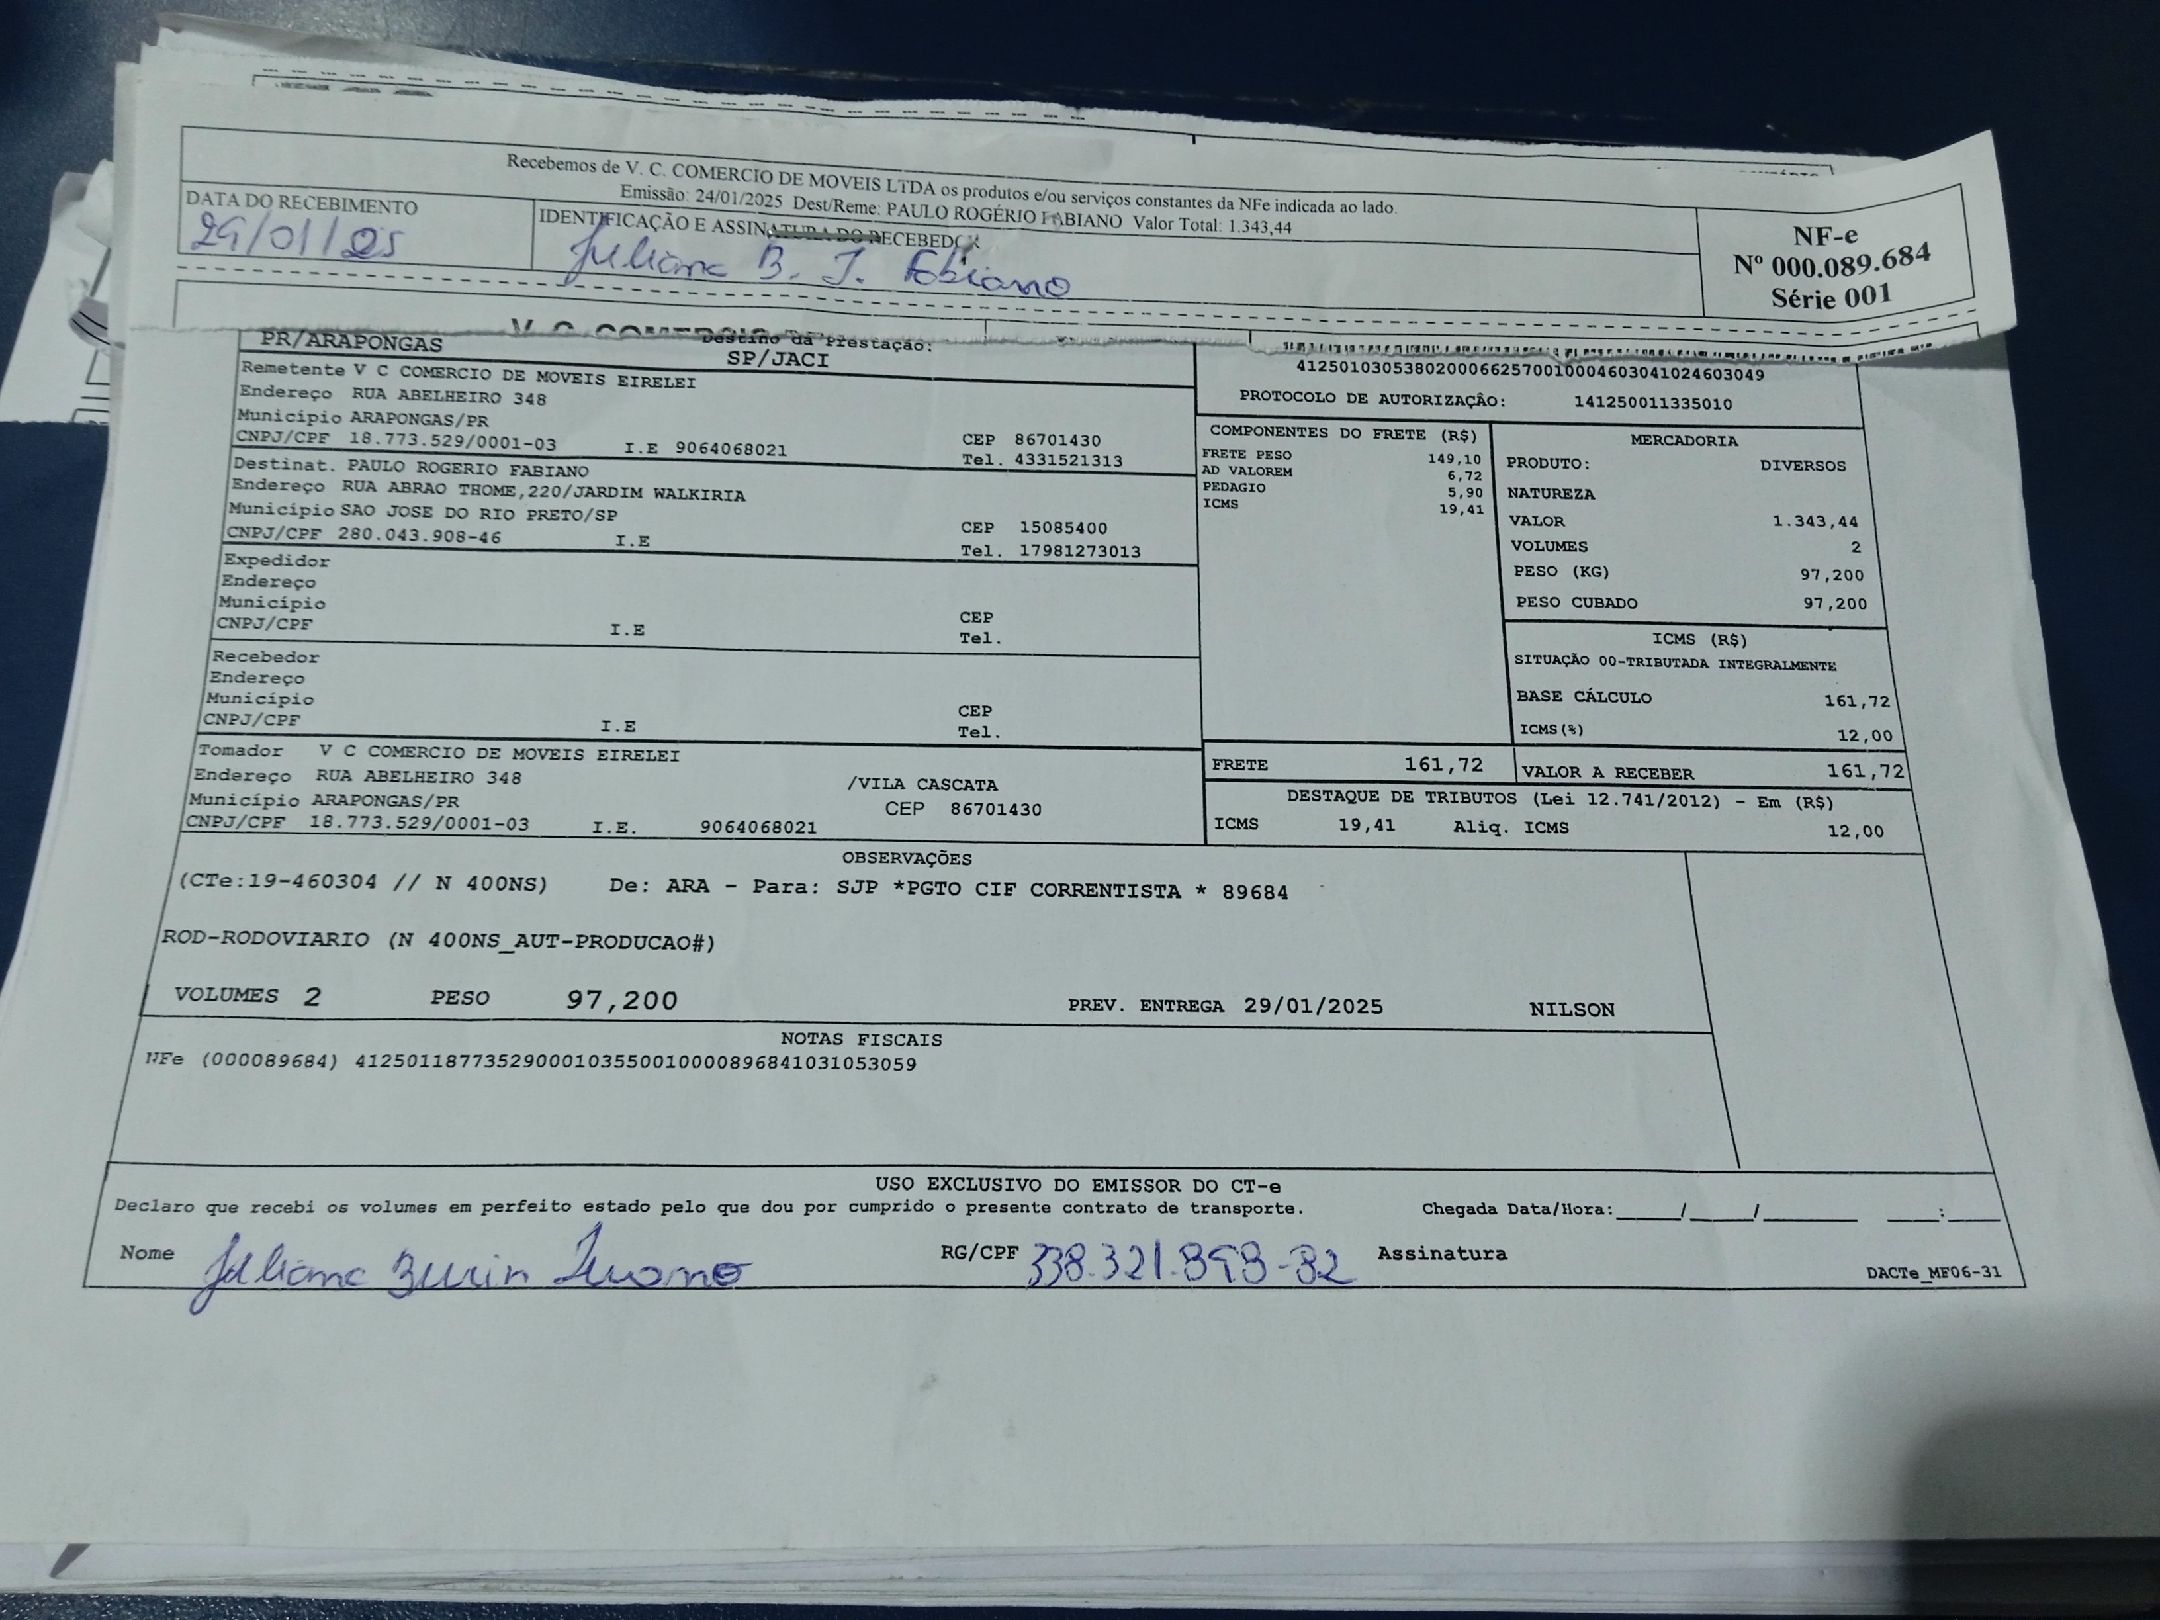 Recebemos de V. C. COMERCIO DE MOVEIS LTDA os produtos e/ou serviços constantes da NFe indicada ao lado.
Emissão: 24/01/2025 Dest/Reme: PAULO ROGÉRIO FABIANO Valor Total: 1.343,44
DATA DO RECEBIMENTO
29/01/25
IDENTIFICAÇÃO E ASSINATURA DO RECEBEDOR
Juliana B. T. Fabiano
NF-e
Nº 000.089.684
Série 001
PR/ARAPONGAS
Destino da Prestação:
SP/JACI
Remetente V C COMERCIO DE MOVEIS EIRELEI
Endereço RUA ABELHEIRO 348
Município ARAPONGAS/PR
CNPJ/CPF 18.773.529/0001-03 I.E 9064068021
CEP 86701430
Tel. 4331521313
Destinat. PAULO ROGERIO FABIANO
Endereço RUA ABRAO THOME,220/JARDIM WALKIRIA
Município SAO JOSE DO RIO PRETO/SP
CNPJ/CPF 280.043.908-46 I.E
CEP 15085400
Tel. 17981273013
Expedidor
Endereço
Município
CNPJ/CPF I.E
CEP
Tel.
Recebedor
Endereço
Município
CNPJ/CPF I.E
CEP
Tel.
Tomador V C COMERCIO DE MOVEIS EIRELEI
Endereço RUA ABELHEIRO 348 /VILA CASCATA
Município ARAPONGAS/PR CEP 86701430
CNPJ/CPF 18.773.529/0001-03 I.E. 9064068021
41250103053802000662570010004603041024603049
PROTOCOLO DE AUTORIZAÇÂO: 141250011335010
COMPONENTES DO FRETE (R$)
FRETE PESO 149,10
AD VALOREM 6,72
PEDAGIO 5,90
ICMS 19,41
MERCADORIA
PRODUTO: DIVERSOS
NATUREZA
VALOR 1.343,44
VOLUMES 2
PESO (KG) 97,200
PESO CUBADO 97,200
ICMS (R$)
SITUAÇÃO 00-TRIBUTADA INTEGRALMENTE
BASE CÁLCULO 161,72
ICMS(%) 12,00
FRETE 161,72
VALOR A RECEBER 161,72
DESTAQUE DE TRIBUTOS (Lei 12.741/2012) - Em (R$)
ICMS 19,41 Aliq. ICMS 12,00
OBSERVAÇÕES
(CTe:19-460304 // N 400NS) De: ARA - Para: SJP *PGTO CIF CORRENTISTA * 89684
ROD-RODOVIARIO (N 400NS_AUT-PRODUCAO#)
VOLUMES 2 PESO 97,200 PREV. ENTREGA 29/01/2025 NILSON
NOTAS FISCAIS
NFe (000089684) 41250118773529000103550010000896841031053059
USO EXCLUSIVO DO EMISSOR DO CT-e
Declaro que recebi os volumes em perfeito estado pelo que dou por cumprido o presente contrato de transporte.
Chegada Data/Hora:_____/_____/_______ ____:____
Nome Juliana RG/CPF Assinatura
DACTe_MF06-31